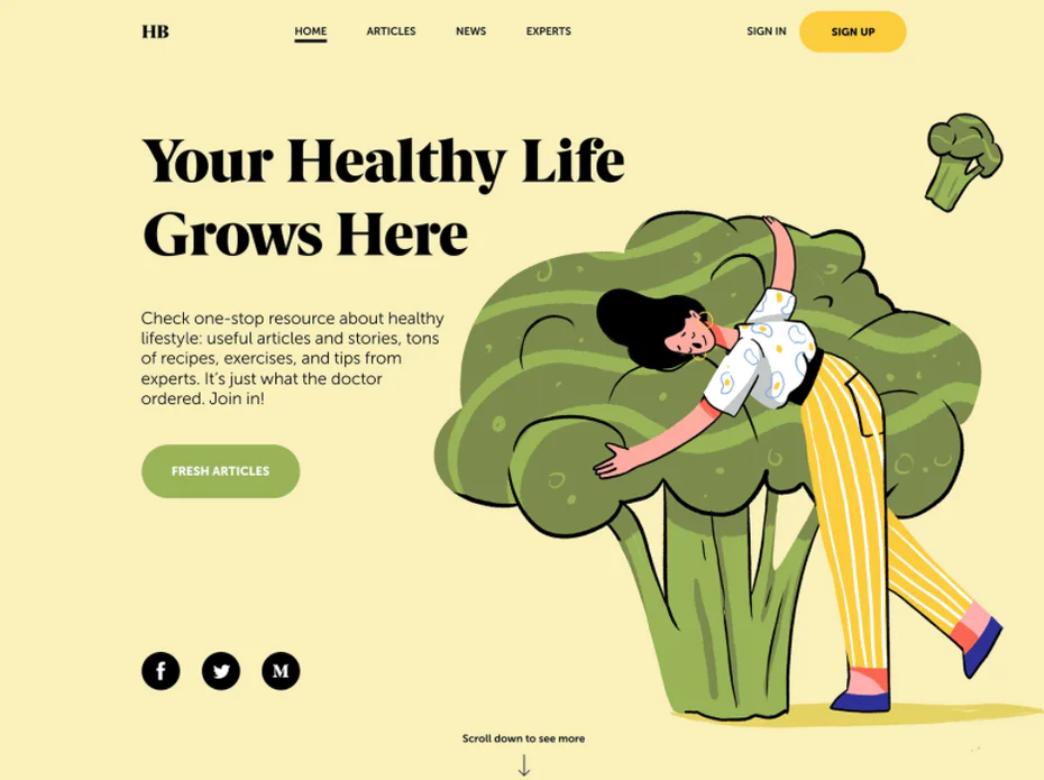 HB
HOME
ARTICLES
NEWS
EXPERTS
SIGN IN
SIGN UP
Your Healthy Life
Grows Here
Check one-stop resource about healthy
lifestyle: useful articles and stories, tons
of recipes, exercises, and tips from
experts. It's just what the doctor
ordered. Join in!
FRESH ARTICLES
f
M
Scroll down to see more